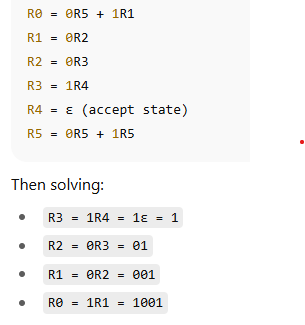 R0 = 0R5 + 1R1
R1 = 0R2
R2 = 0R3
R3 = 1R4
R4 = ε (accept state)
R5 = 0R5 + 1R5
Then solving:
• R3 = 1R4 = 1ε = 1
• R2 = 0R3 = 01
• R1 = 0R2 = 001
• R0 = 1R1 = 1001